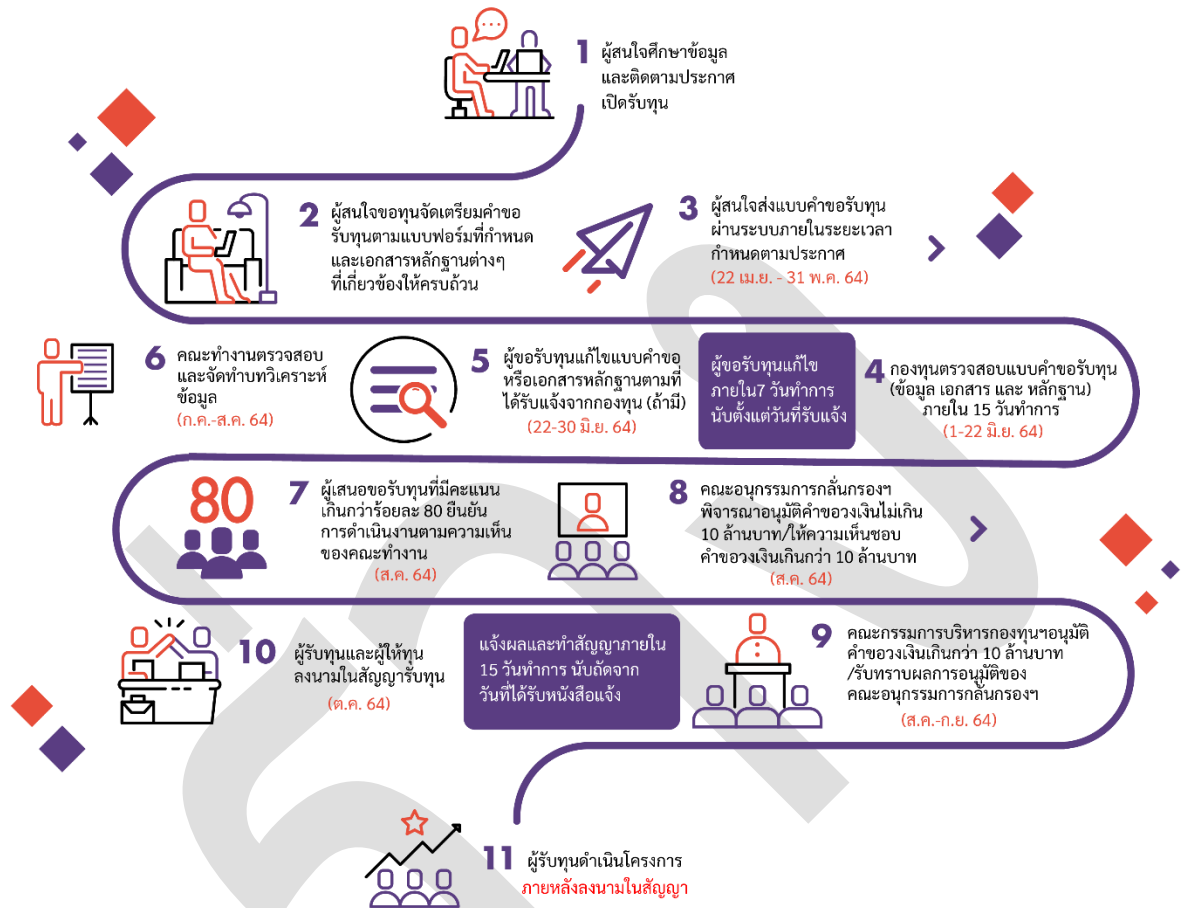 1 ผู้สนใจศึกษาข้อมูล
และติดตามประกาศ
เปิดรับทุน
2 ผู้สนใจขอทุนจัดเตรียมคำขอ
รับทุนตามแบบฟอร์มที่กำหนด
และเอกสารหลักฐานต่างๆ
ที่เกี่ยวข้องให้ครบถ้วน
3 ผู้สนใจส่งแบบคำขอรับทุน
ผ่านระบบภายในระยะเวลา
กำหนดตามประกาศ
(22 เม.ย. - 31 พ.ค. 64)
4 กองทุนตรวจสอบแบบคำขอรับทุน
(ข้อมูล เอกสาร และ หลักฐาน)
ภายใน 15 วันทำการ
(1-22 มิ.ย. 64)
ผู้ขอรับทุนแก้ไข
ภายใน7 วันทำการ
นับตั้งแต่วันที่รับแจ้ง
5 ผู้ขอรับทุนแก้ไขแบบคำขอ
หรือเอกสารหลักฐานตามที่
ได้รับแจ้งจากกองทุน (ถ้ามี)
(22-30 มิ.ย. 64)
6 คณะทำงานตรวจสอบ
และจัดทำบทวิเคราะห์
ข้อมูล
(ก.ค.-ส.ค. 64)
80
7 ผู้เสนอขอรับทุนที่มีคะแนน
เกินกว่าร้อยละ 80 ยืนยัน
การดำเนินงานตามความเห็น
ของคณะทำงาน
(ส.ค. 64)
8 คณะอนุกรรมการกลั่นกรองฯ
พิจารณาอนุมัติคำขอวงเงินไม่เกิน
10 ล้านบาท/ให้ความเห็นชอบ
คำขอวงเงินเกินกว่า 10 ล้านบาท
(ส.ค. 64)
9 คณะกรรมการบริหารกองทุนฯอนุมัติ
คำขอวงเงินเกินกว่า 10 ล้านบาท
/รับทราบผลการอนุมัติของ
คณะอนุกรรมการกลั่นกรองฯ
(ส.ค.-ก.ย. 64)
แจ้งผลและทำสัญญาภายใน
15 วันทำการ นับถัดจาก
วันที่ได้รับหนังสือแจ้ง
10 ผู้รับทุนและผู้ให้ทุน
ลงนามในสัญญารับทุน
(ต.ค. 64)
11 ผู้รับทุนดำเนินโครงการ
ภายหลังลงนามในสัญญา